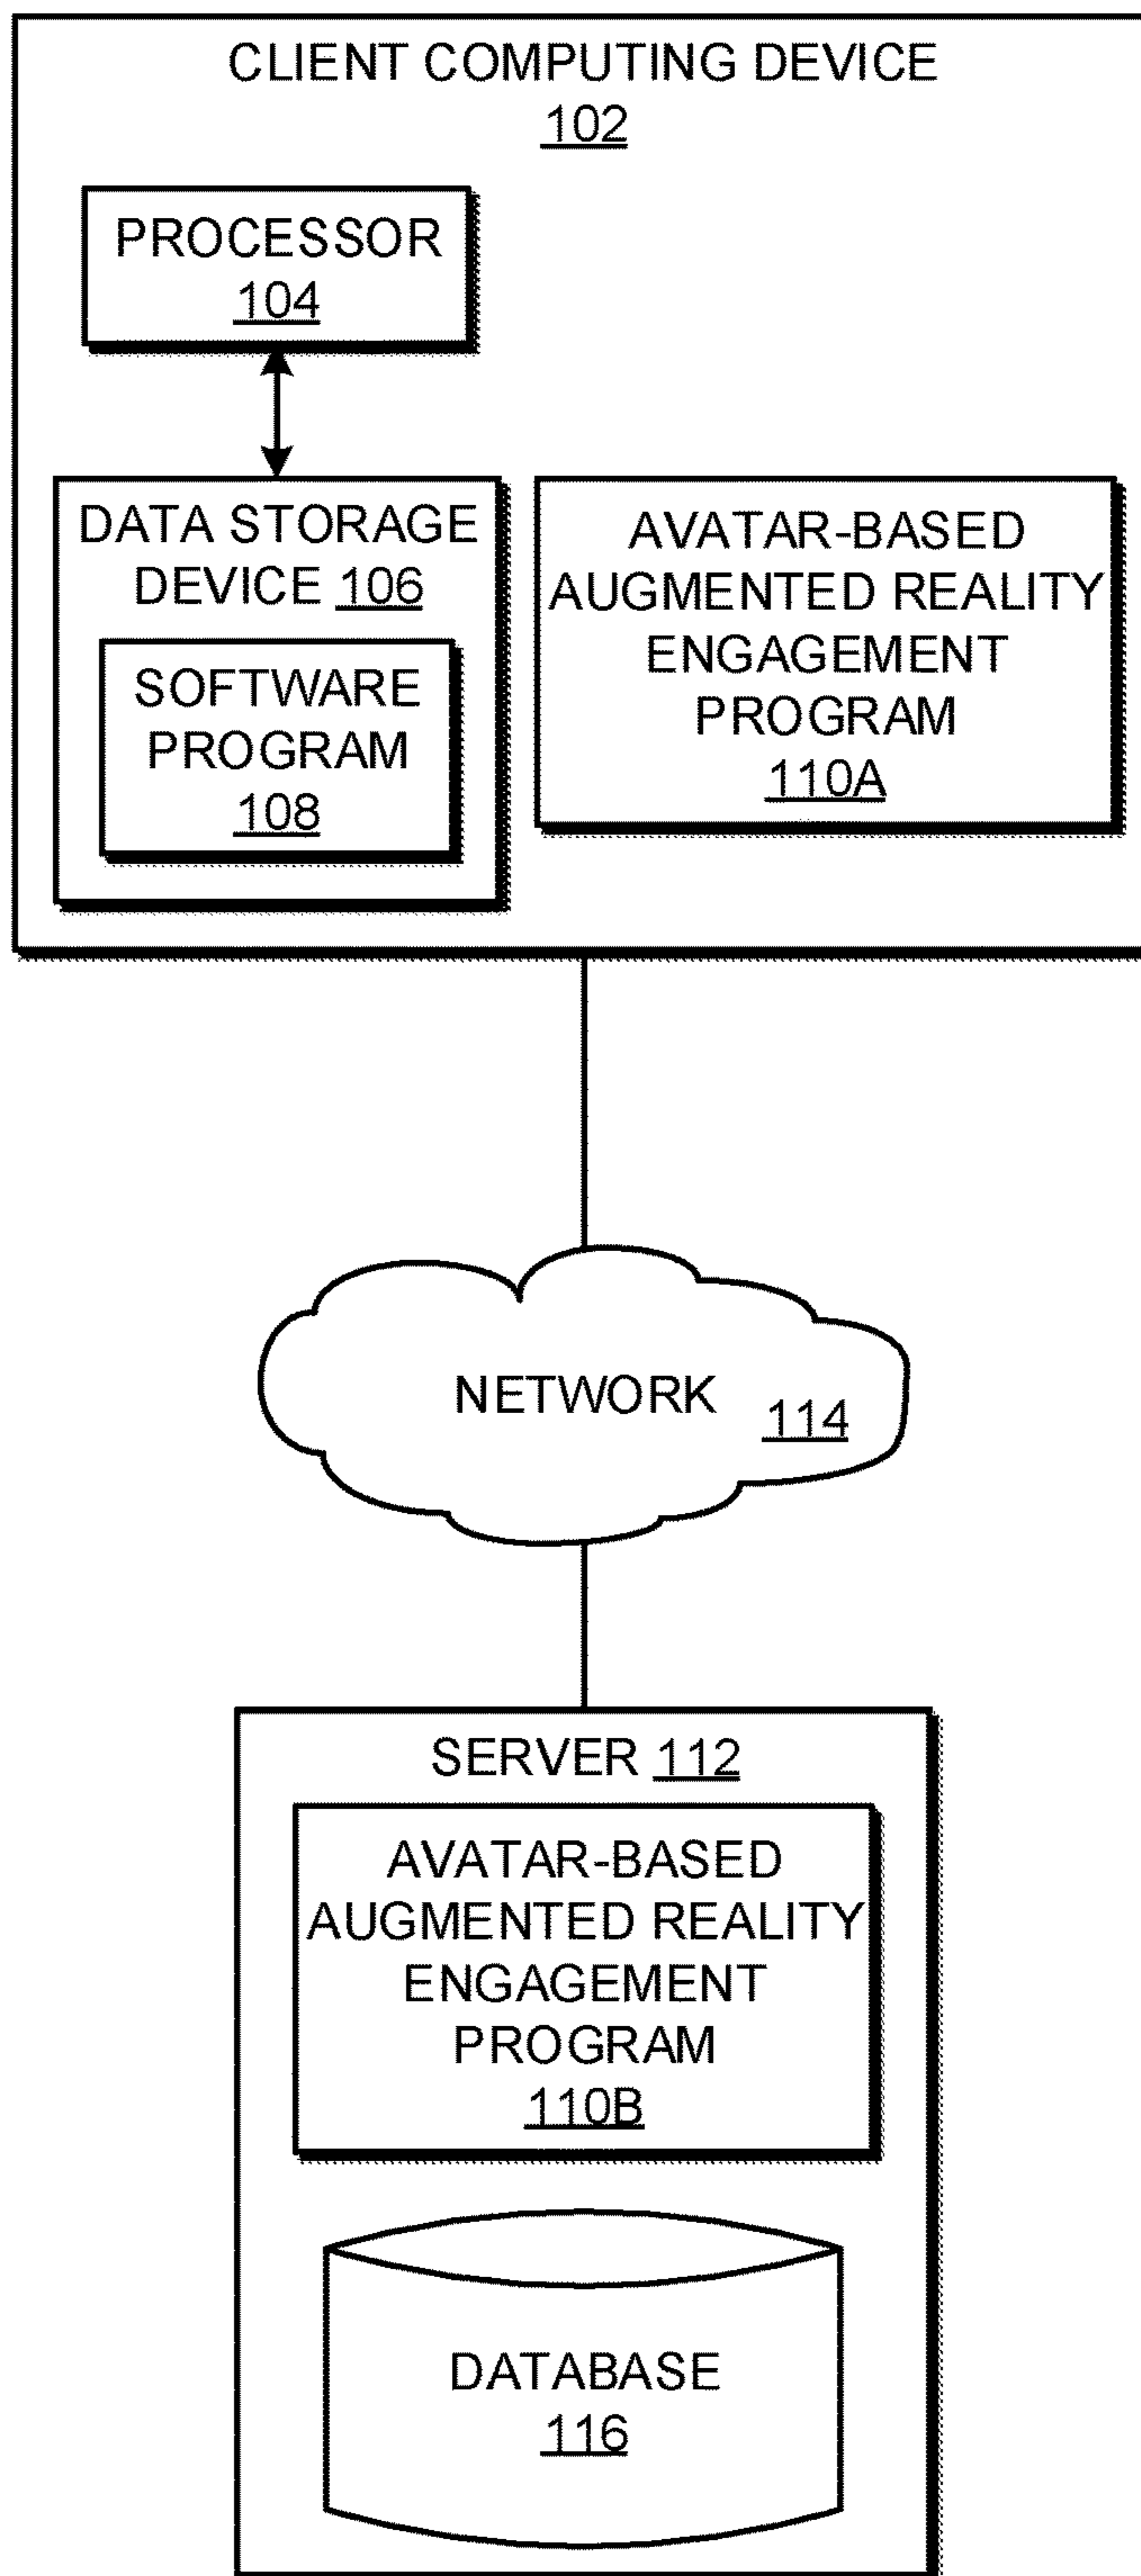 CLIENT COMPUTING DEVICE
102
PROCESSOR
104
DATA STORAGE
DEVICE 106
SOFTWARE
PROGRAM
108
AVATAR-BASED
AUGMENTED REALITY
ENGAGEMENT
PROGRAM
110A
NETWORK 114
SERVER 112
AVATAR-BASED
AUGMENTED REALITY
ENGAGEMENT
PROGRAM
110B
DATABASE
116